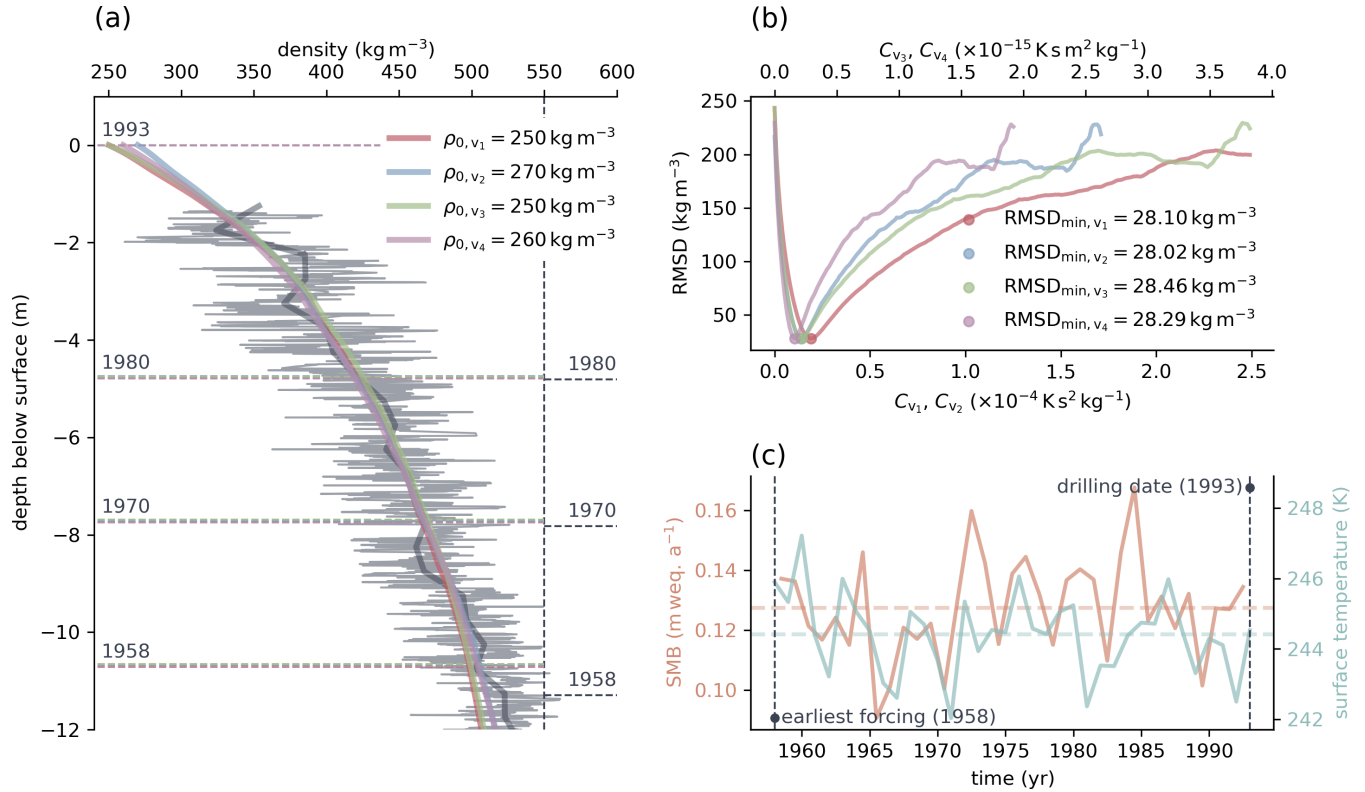 (a)
density (kg m⁻³)
250 300 350 400 450 500 550 600
1993
ρ₀,ᵥ₁ = 250 kg m⁻³
ρ₀,ᵥ₂ = 270 kg m⁻³
ρ₀,ᵥ₃ = 250 kg m⁻³
ρ₀,ᵥ₄ = 260 kg m⁻³
0
−2
−4
−6
−8
−10
−12
depth below surface (m)
1980
1980
1970
1970
1958
1958
(b)
Cᵥ₃, Cᵥ₄ (×10⁻¹⁵ K s m² kg⁻¹)
0.0 0.5 1.0 1.5 2.0 2.5 3.0 3.5 4.0
250
200
150
100
50
RMSD (kg m⁻³)
RMSDmin, v₁ = 28.10 kg m⁻³
RMSDmin, v₂ = 28.02 kg m⁻³
RMSDmin, v₃ = 28.46 kg m⁻³
RMSDmin, v₄ = 28.29 kg m⁻³
0.0 0.5 1.0 1.5 2.0 2.5
Cᵥ₁, Cᵥ₂ (×10⁻⁴ K s² kg⁻¹)
(c)
drilling date (1993)
0.16
0.14
0.12
0.10
SMB (m weq. a⁻¹)
248
246
244
242
surface temperature (K)
earliest forcing (1958)
1960 1965 1970 1975 1980 1985 1990
time (yr)